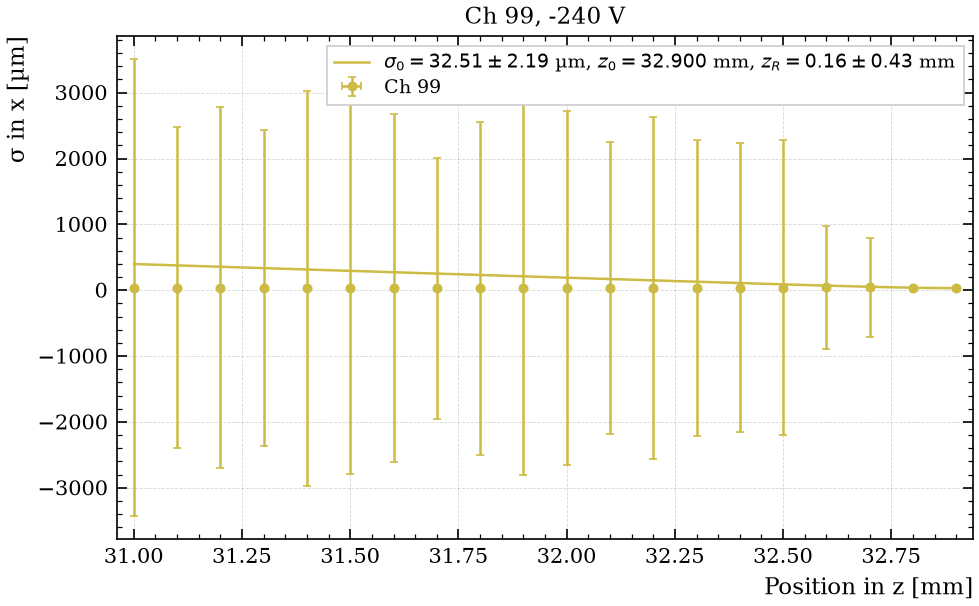 Ch 99, -240 V
σ in x [µm]
σ₀ = 32.51 ± 2.19 µm, z₀ = 32.900 mm, z_R = 0.16 ± 0.43 mm
Ch 99
3000
2000
1000
0
−1000
−2000
−3000
31.00 31.25 31.50 31.75 32.00 32.25 32.50 32.75
Position in z [mm]